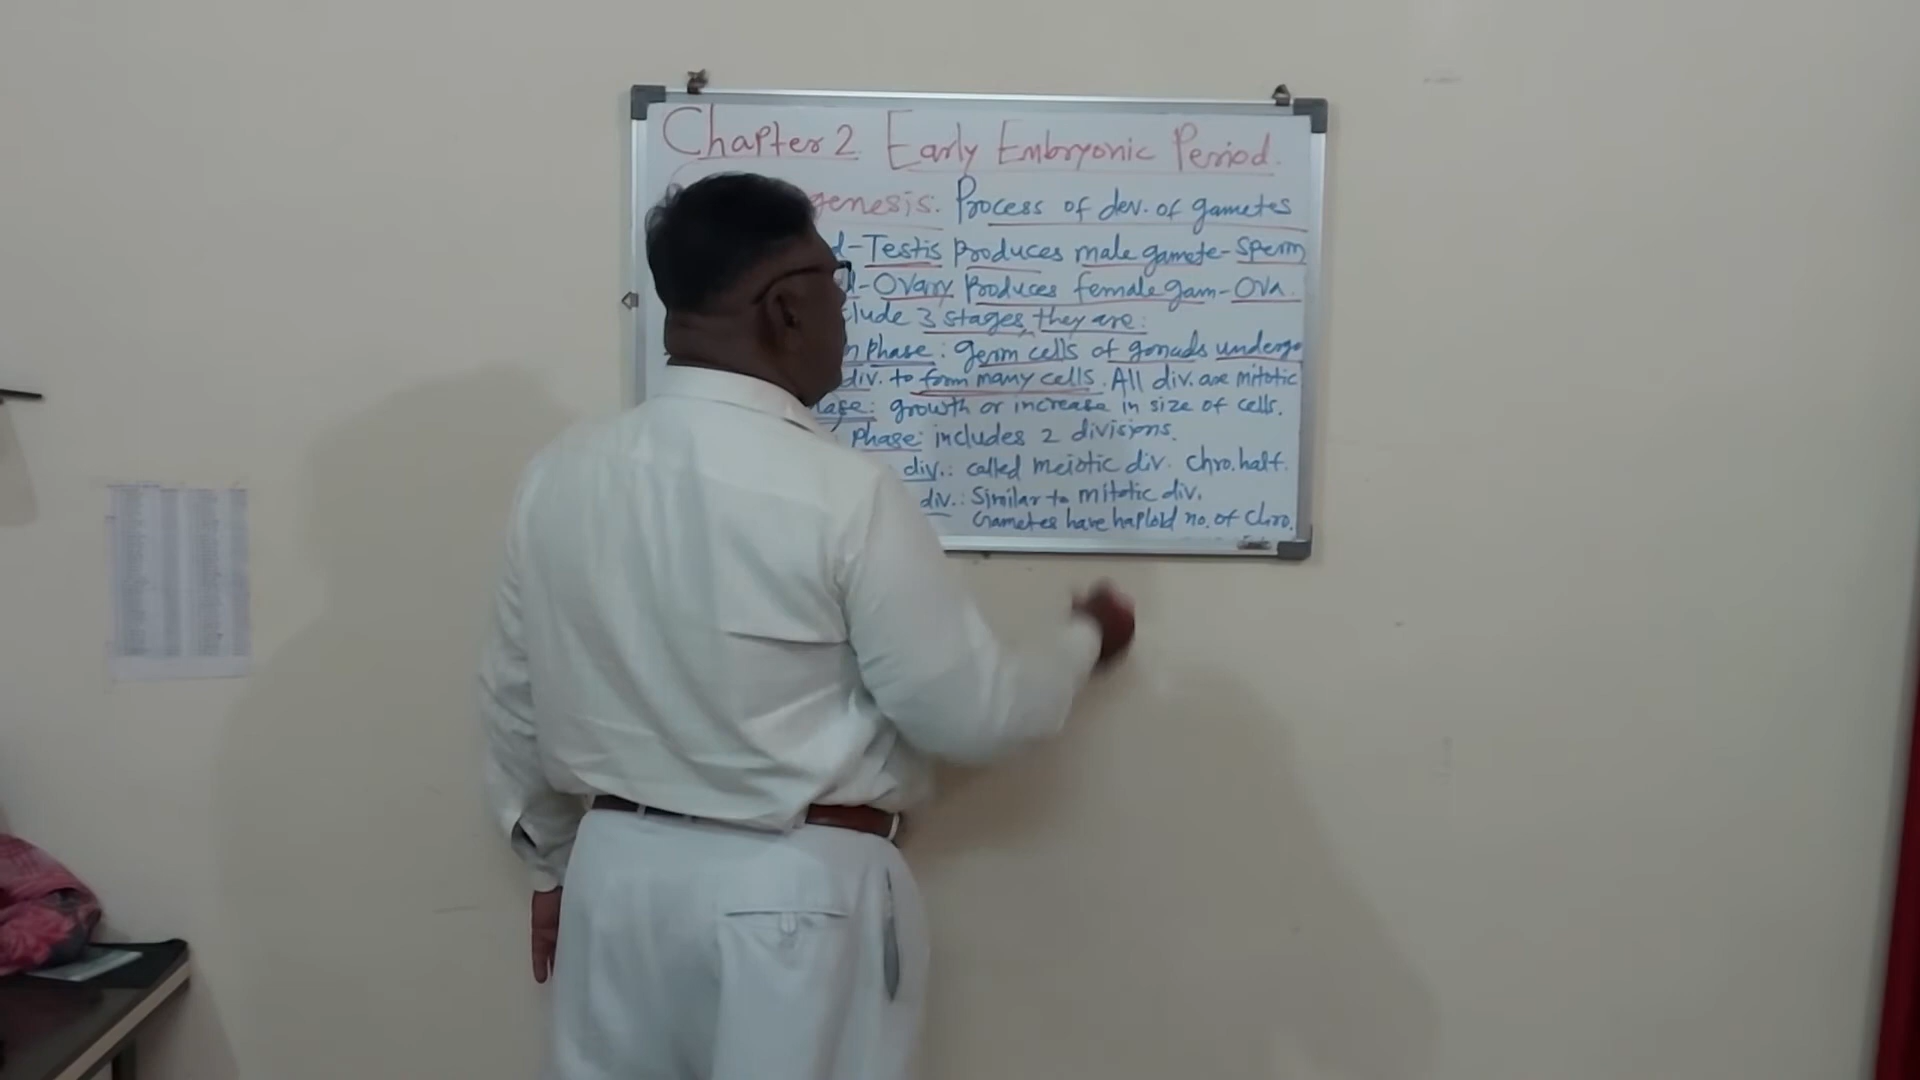 Chapter 2. Early Embryonic Period.
genesis: Process of dev. of gametes
d-Testis Produces male gamete- Sperm
-Ovary Produces female gam- Ova.
clude 3 stages, they are:
n phase: Germ cells of gonads undergo
div. to form many cells. All div. are mitotic
growth or increase in size of cells.
phase: includes 2 divisions.
div.: called meiotic div. Chro. half.
div.: Similar to mitotic div.
Gametes have haploid no. of Chro.